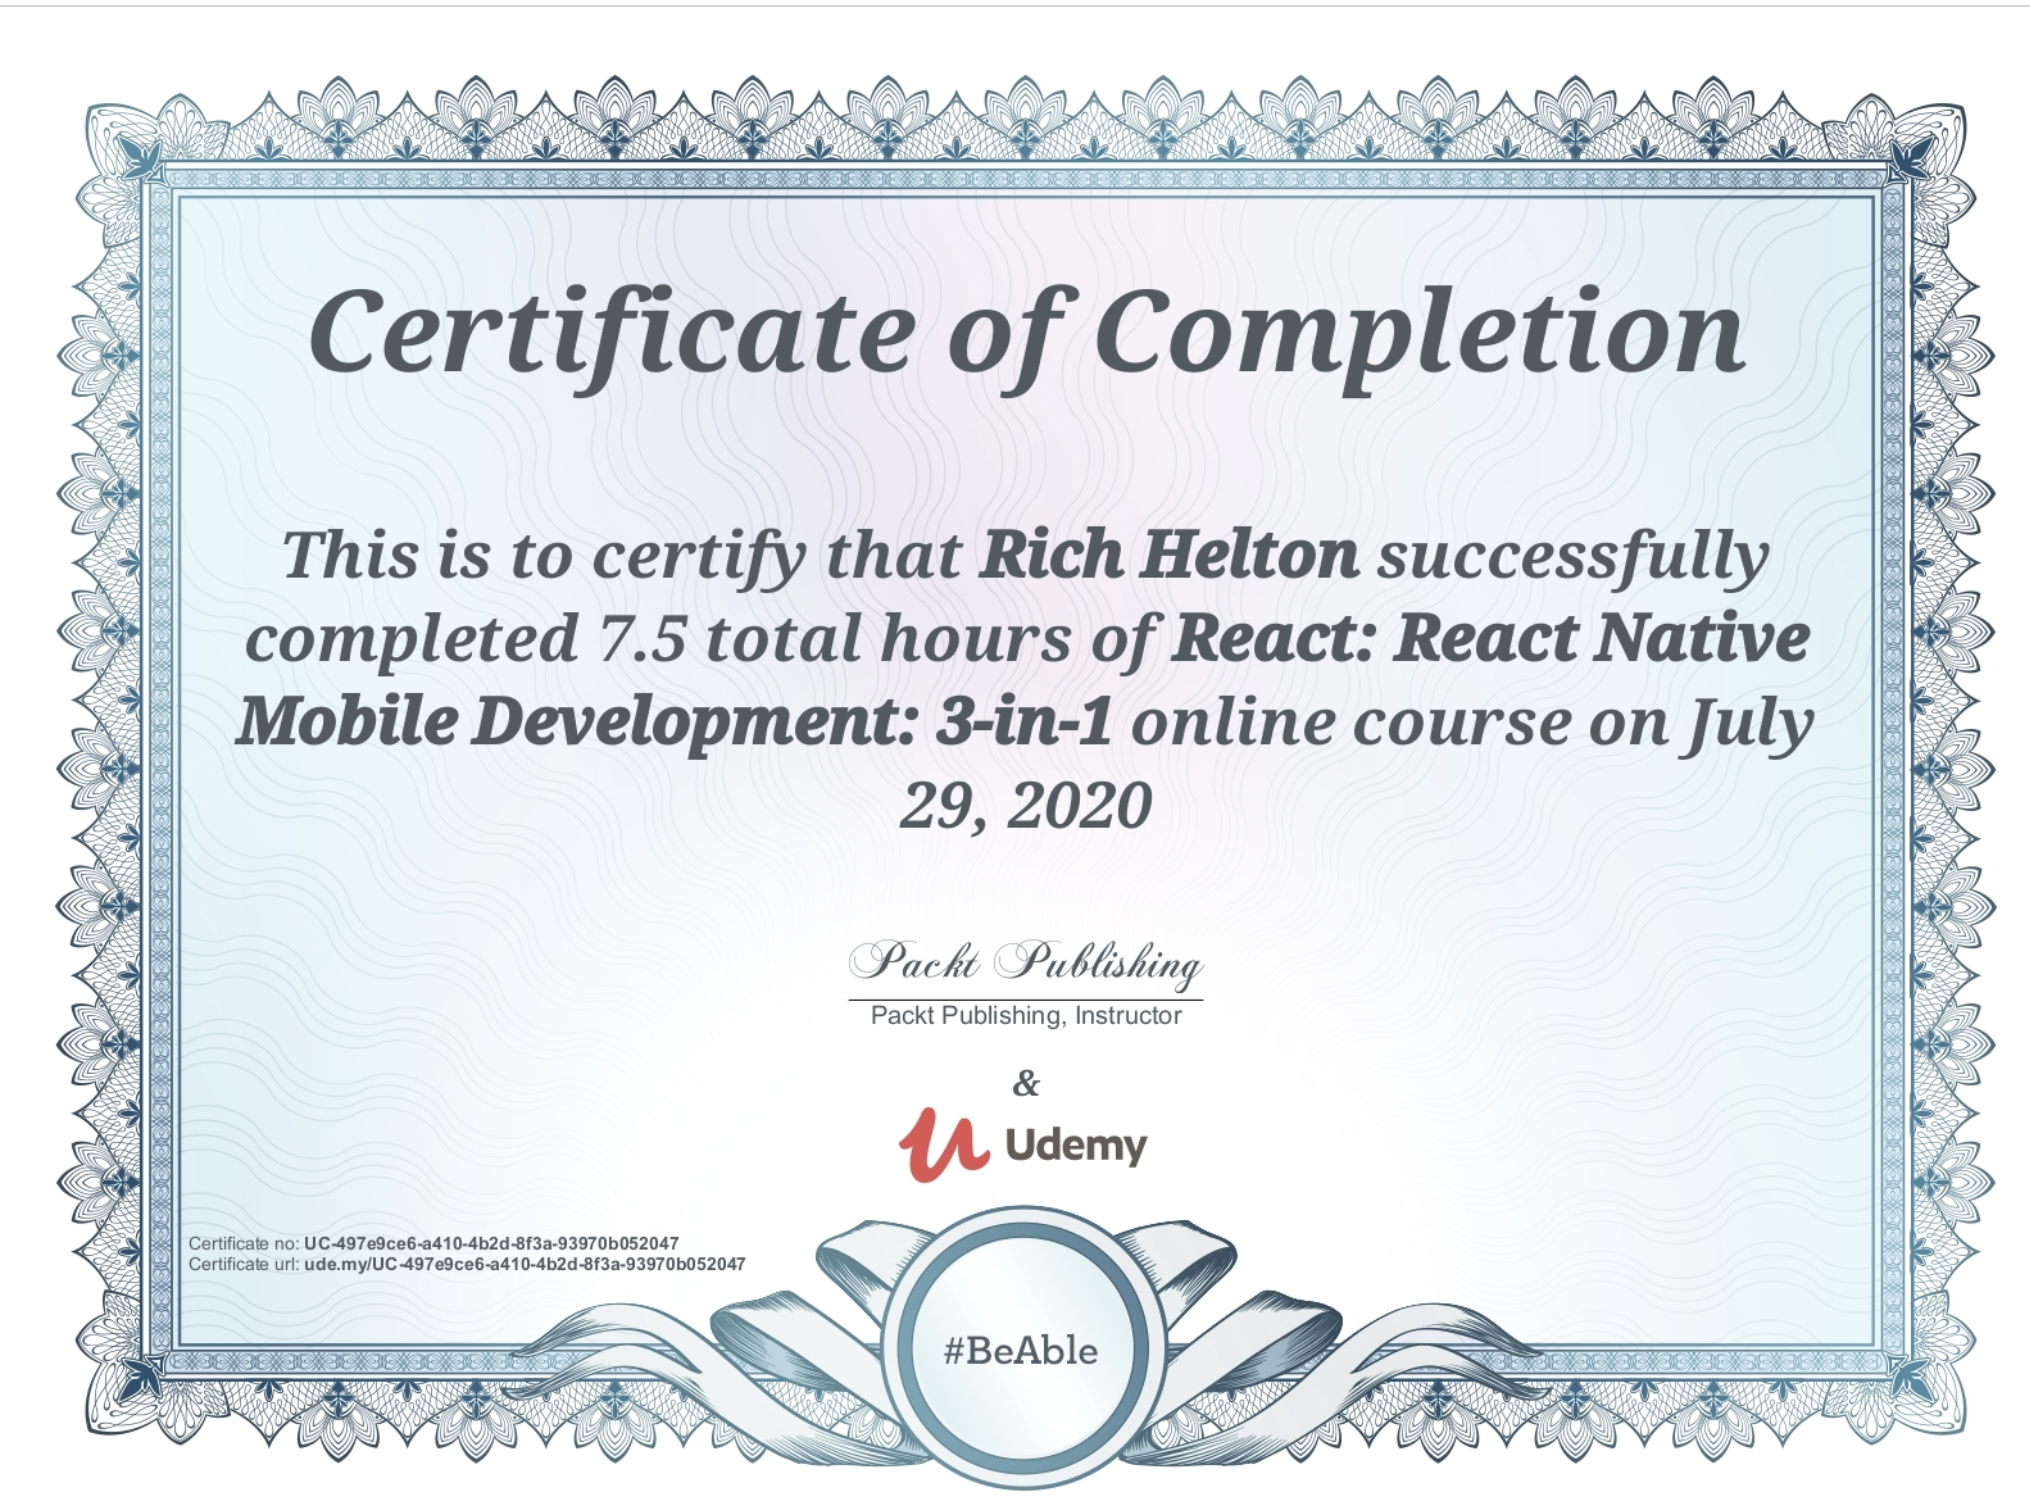 Certificate of Completion
This is to certify that Rich Helton successfully
completed 7.5 total hours of React: React Native
Mobile Development: 3-in-1 online course on July
29, 2020
Packt Publishing
Packt Publishing, Instructor
&
Udemy
Certificate no: UC-497e9ce6-a410-4b2d-8f3a-93970b052047
Certificate url: ude.my/UC-497e9ce6-a410-4b2d-8f3a-93970b052047
#BeAble